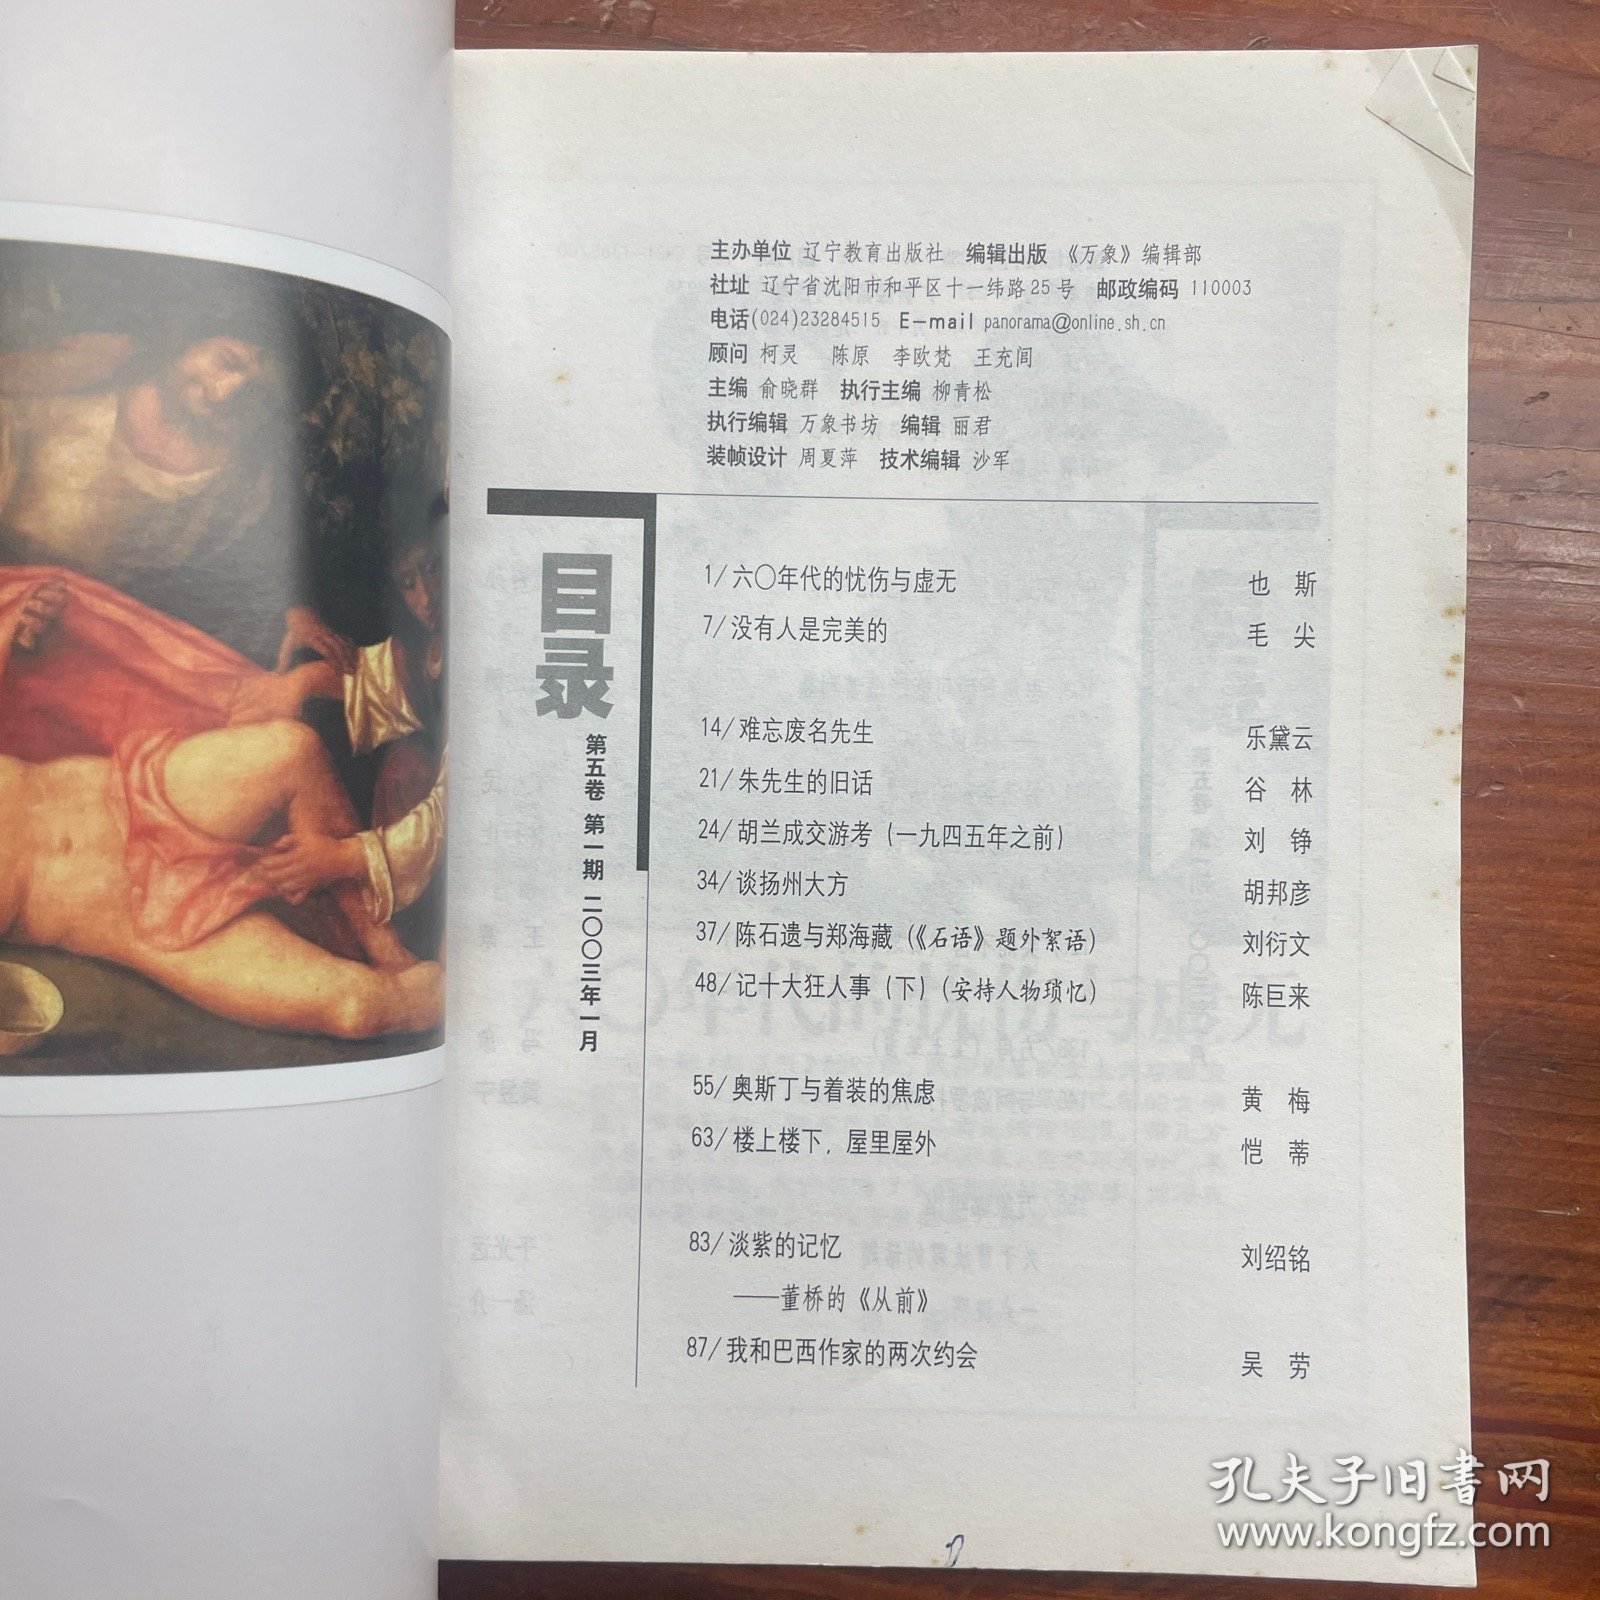 主办单位 辽宁教育出版社 编辑出版 《万象》编辑部
社址 辽宁省沈阳市和平区十一纬路25号 邮政编码 110003
电话(024)23284515 E-mail panorama@online.sh.cn
顾问 柯灵 陈原 李欧梵 王充闾
主编 俞晓群 执行主编 柳青松
执行编辑 万象书坊 编辑 丽君
装帧设计 周夏萍 技术编辑 沙军
目录
第五卷 第一期 二〇〇三年一月
1/六〇年代的忧伤与虚无 也斯
7/没有人是完美的 毛尖
14/难忘废名先生 乐黛云
21/朱先生的旧话 谷林
24/胡兰成交游考(一九四五年之前) 刘铮
34/谈扬州大方 胡邦彦
37/陈石遗与郑海藏(《石语》题外絮语) 刘衍文
48/记十大狂人事(下)(安持人物琐忆) 陈巨来
55/奥斯丁与着装的焦虑 黄梅
63/楼上楼下,屋里屋外 恺蒂
83/淡紫的记忆 刘绍铭
——董桥的《从前》
87/我和巴西作家的两次约会 吴劳
孔夫子旧书网
www.kongfz.com